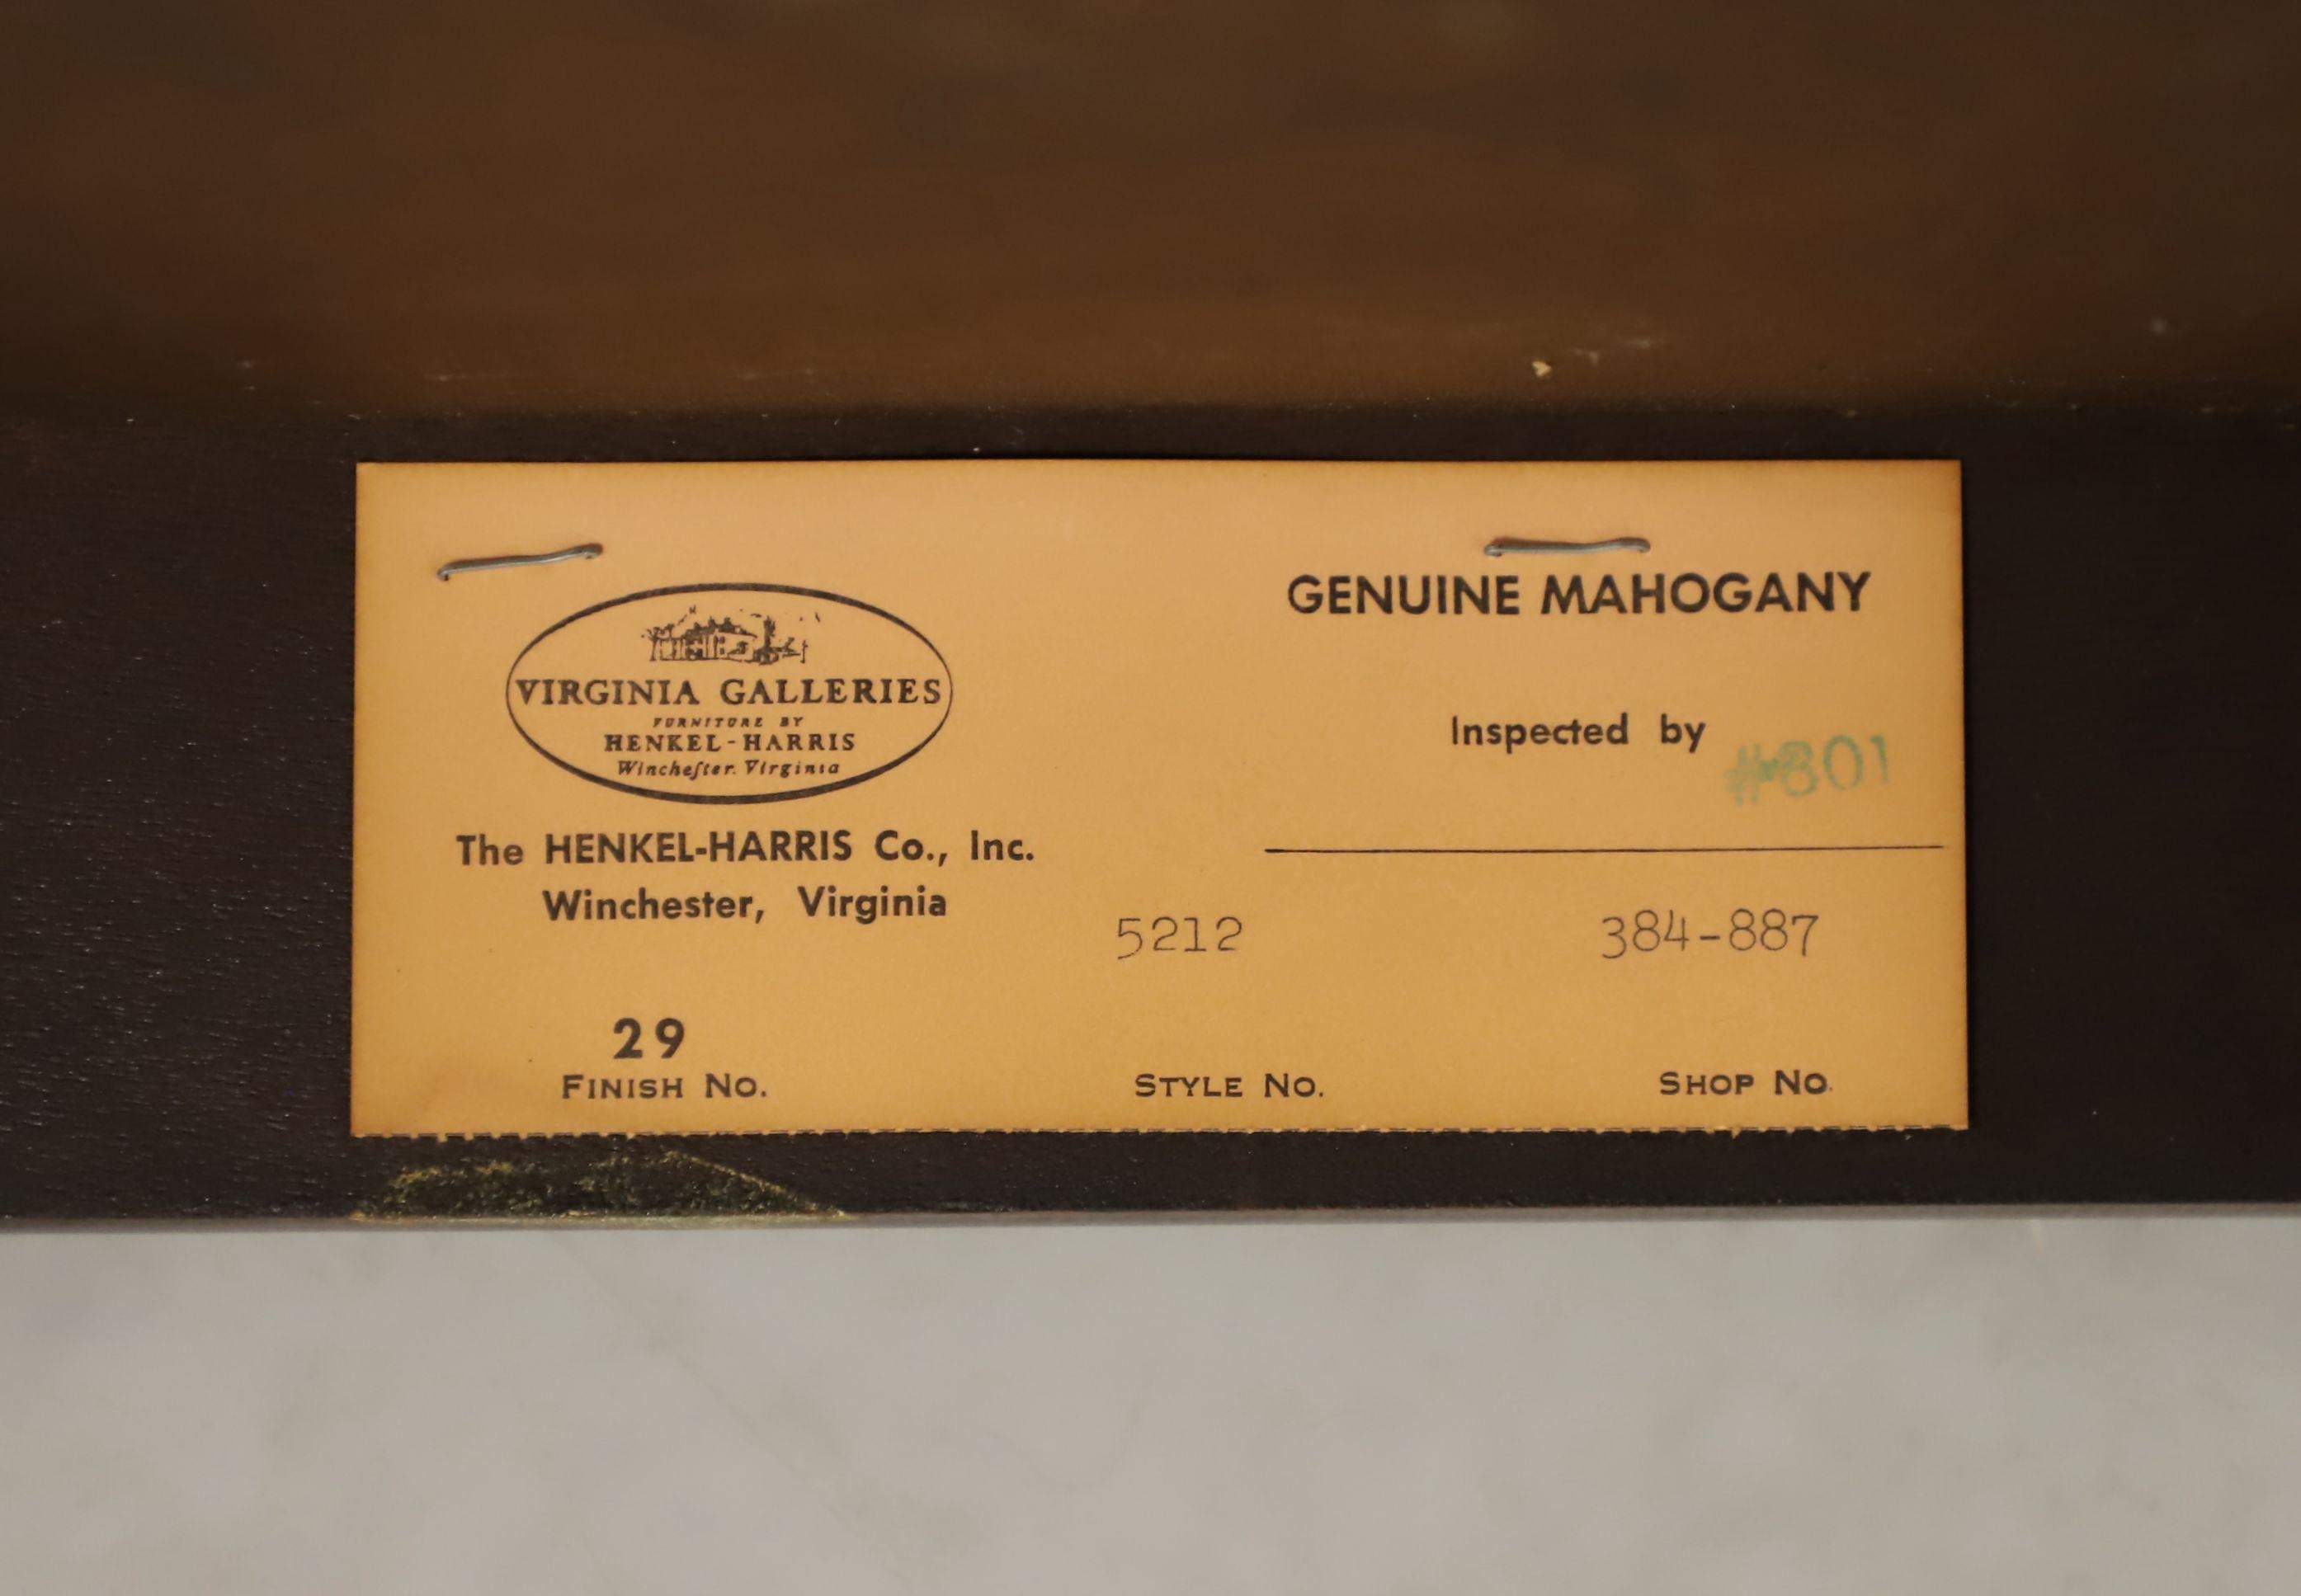 VIRGINIA GALLERIES
FURNITURE BY
HENKEL-HARRIS
Wincheſter. Virginia
The HENKEL-HARRIS Co., Inc.
Winchester, Virginia
GENUINE MAHOGANY
Inspected by #801
5212
384-887
29
FINISH NO.
STYLE NO.
SHOP NO.